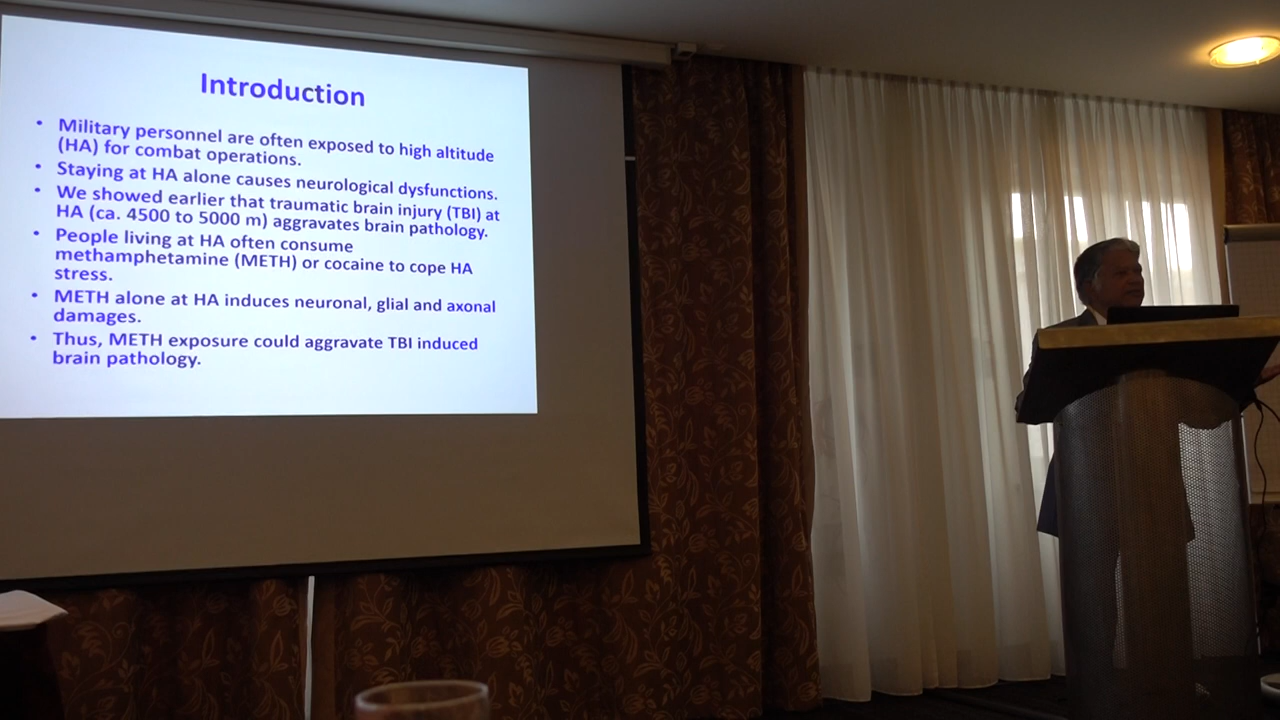 Introduction
• Military personnel are often exposed to high altitude
(HA) for combat operations.
• Staying at HA alone causes neurological dysfunctions.
• We showed earlier that traumatic brain injury (TBI) at
HA (ca. 4500 to 5000 m) aggravates brain pathology.
• People living at HA often consume
methamphetamine (METH) or cocaine to cope HA
stress.
• METH alone at HA induces neuronal, glial and axonal
damages.
• Thus, METH exposure could aggravate TBI induced
brain pathology.